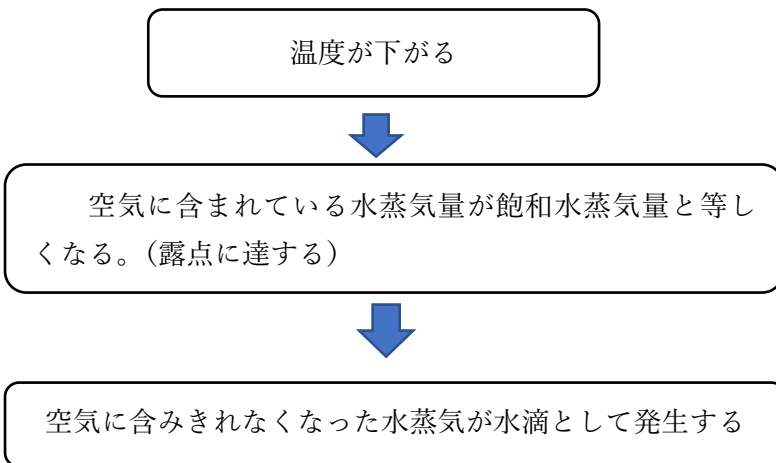 温度が下がる
空気に含まれている水蒸気量が飽和水蒸気量と等し
くなる。(露点に達する)
空気に含みきれなくなった水蒸気が水滴として発生する